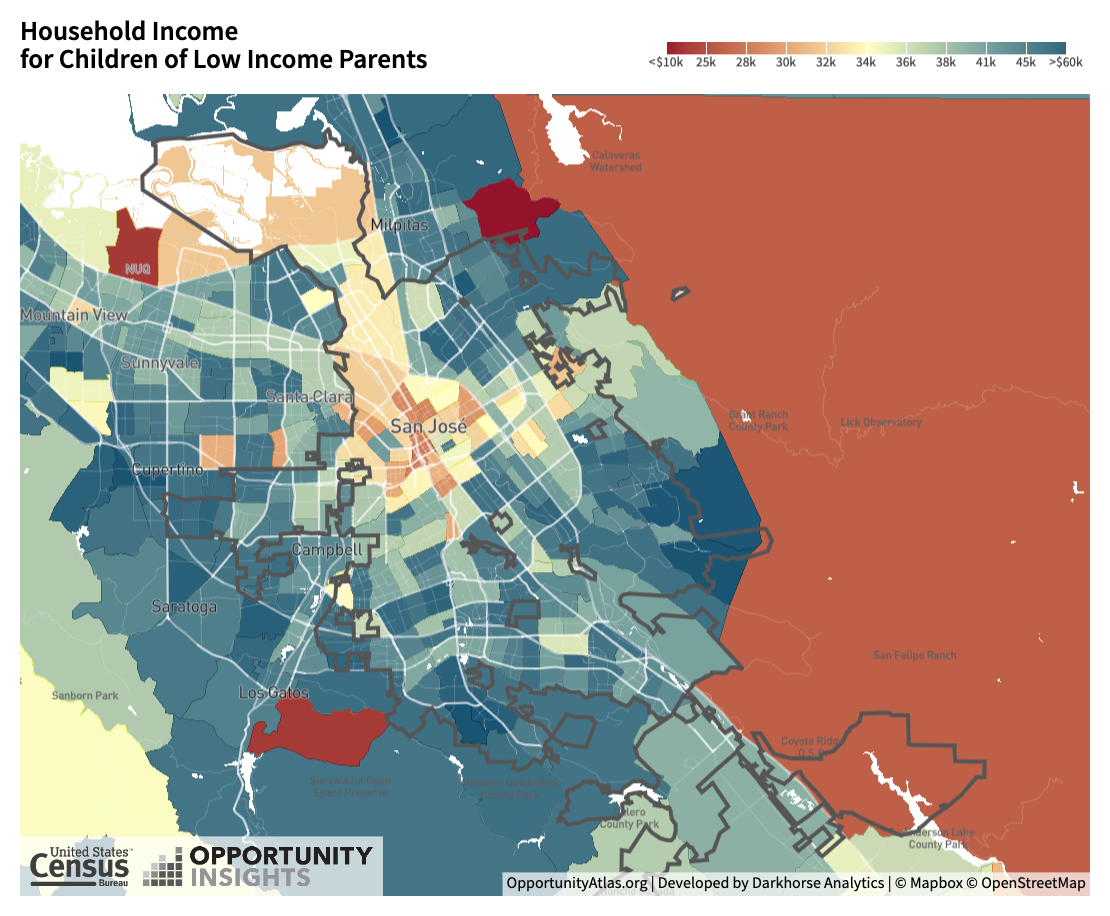 Household Income
for Children of Low Income Parents
<$10k 25k 28k 30k 32k 34k 36k 38k 41k 45k >$60k
Calaveras
Watershed
Milpitas
NUQ
Mountain View
Sunnyvale
Santa Clara
San José
Grant Ranch
County Park
Lick Observatory
Cupertino
Campbell
Saratoga
San Felipe Ranch
Sanborn Park
Los Gatos
Coyote Ridge
O.S.P.
Sierra Azul Open
Space Preserve
County Park
County Park
Anderson Lake
County Park
United States™
Census
Bureau
OPPORTUNITY
INSIGHTS
OpportunityAtlas.org | Developed by Darkhorse Analytics | © Mapbox © OpenStreetMap